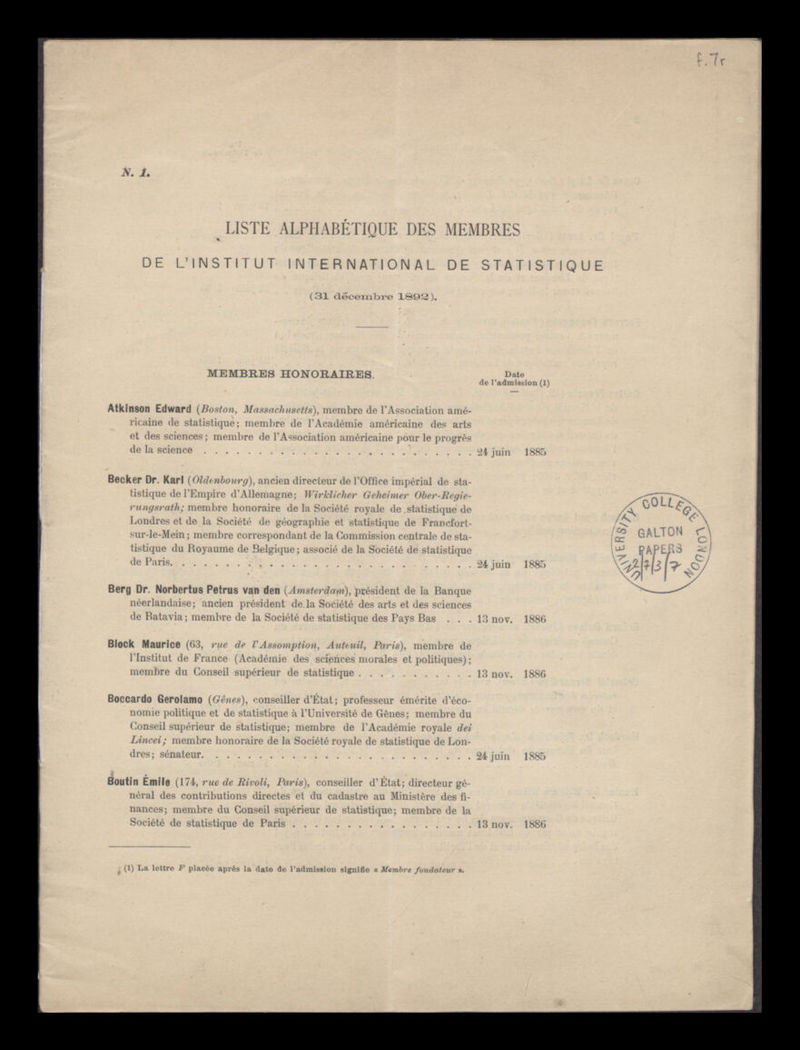 f. 7r
N. 1.
LISTE ALPHABÉTIQUE DES MEMBRES
DE L'INSTITUT INTERNATIONAL DE STATISTIQUE
(31 décembre 1892).
MEMBRES HONORAIRES.
Date
de l'admission (1)
Atkinson Edward (Boston, Massachusetts), membre de l'Association amé-
ricaine de statistique; membre de l'Académie américaine des arts
et des sciences; membre de l'Association américaine pour le progrès
de la science . . . . . . . . . . . . . . . . . . . . . . . . . 24 juin 1885
Becker Dr. Karl (Oldenbourg), ancien directeur de l'Office impérial de sta-
tistique de l'Empire d'Allemagne; Wirklicher Geheimer Ober-Regie-
rungsrath; membre honoraire de la Société royale de statistique de
Londres et de la Société de géographie et statistique de Francfort-
sur-le-Mein; membre correspondant de la Commission centrale de sta-
tistique du Royaume de Belgique; associé de la Société de statistique
de Paris. . . . . . . . . . . . . . . . . . . . . . . . . . . 24 juin 1885
Berg Dr. Norbertus Petrus van den (Amsterdam), président de la Banque
néerlandaise; ancien président de la Société des arts et des sciences
de Batavia; membre de la Société de statistique des Pays Bas . . . 13 nov. 1886
Block Maurice (63, rue de l'Assomption, Auteuil, Paris), membre de
l'Institut de France (Académie des sciences morales et politiques);
membre du Conseil supérieur de statistique . . . . . . . . . . . 13 nov. 1886
Boccardo Gerolamo (Gênes), conseiller d'État; professeur émérite d'éco-
nomie politique et de statistique à l'Université de Gênes; membre du
Conseil supérieur de statistique; membre de l'Académie royale dei
Lincei; membre honoraire de la Société royale de statistique de Lon-
dres; sénateur. . . . . . . . . . . . . . . . . . . . . . . . . 24 juin 1885
Boutin Émile (174, rue de Rivoli, Paris), conseiller d'État; directeur gé-
néral des contributions directes et du cadastre au Ministère des fi-
nances; membre du Conseil supérieur de statistique; membre de la
Société de statistique de Paris . . . . . . . . . . . . . . . . . 13 nov. 1886
(1) La lettre F placée après la date de l'admission signifie « Membre fondateur ».
UNIVERSITY COLLEGE LONDON
GALTON
PAPERS
2/7/3/7